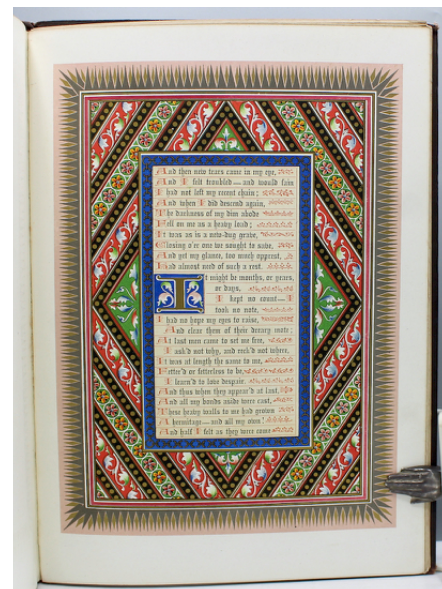 And then new tears came in my eye,
And I felt troubled—and would fain
I had not left my recent chain;
And when I did descend again,
The darkness of my dim abode
Fell on me as a heavy load;
It was as is a new-dug grave,
Closing o'er one we sought to save,
And yet my glance, too much opprest,
Had almost need of such a rest.
It might be months, or years,
or days,
I kept no count—I
took no note,
I had no hope my eyes to raise,
And clear them of their dreary mote;
At last men came to set me free,
I ask'd not why, and reck'd not where,
It was at length the same to me,
Fetter'd or fetterless to be,
I learn'd to love despair.
And thus when they appear'd at last,
And all my bonds aside were cast,
These heavy walls to me had grown
A hermitage—and all my own!
And half I felt as they were come